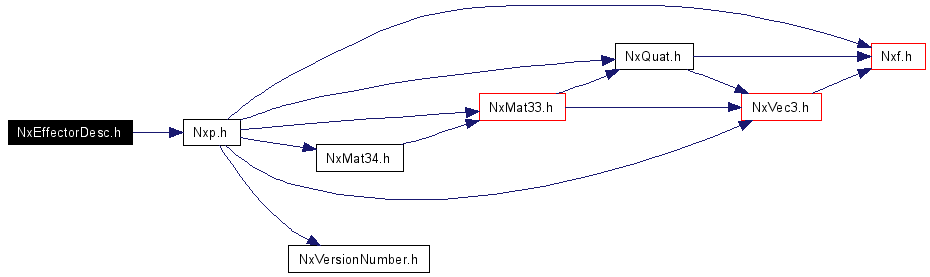 NxEffectorDesc.h
Nxp.h
NxMat34.h
NxVersionNumber.h
NxMat33.h
NxQuat.h
NxVec3.h
Nxf.h